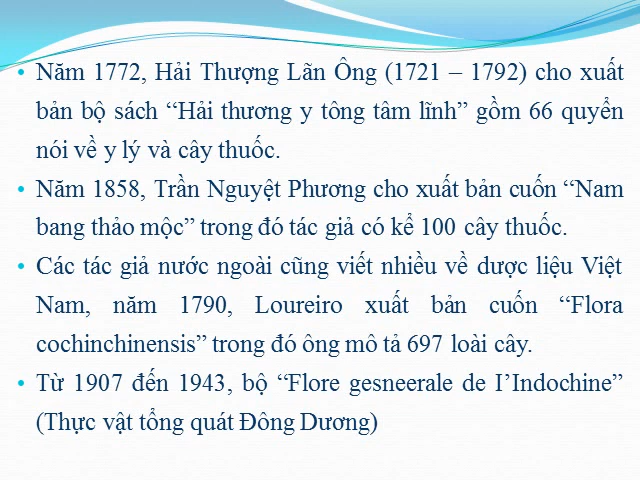 • Năm 1772, Hải Thượng Lãn Ông (1721 – 1792) cho xuất
bản bộ sách “Hải thương y tông tâm lĩnh” gồm 66 quyển
nói về y lý và cây thuốc.
• Năm 1858, Trần Nguyệt Phương cho xuất bản cuốn “Nam
bang thảo mộc” trong đó tác giả có kể 100 cây thuốc.
• Các tác giả nước ngoài cũng viết nhiều về dược liệu Việt
Nam, năm 1790, Loureiro xuất bản cuốn “Flora
cochinchinensis” trong đó ông mô tả 697 loài cây.
• Từ 1907 đến 1943, bộ “Flore gesneerale de I’Indochine”
(Thực vật tổng quát Đông Dương)